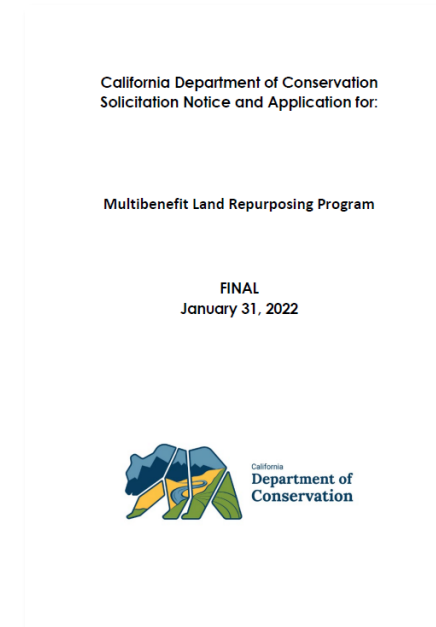 California Department of Conservation
Solicitation Notice and Application for:
Multibenefit Land Repurposing Program
FINAL
January 31, 2022
California
Department of
Conservation